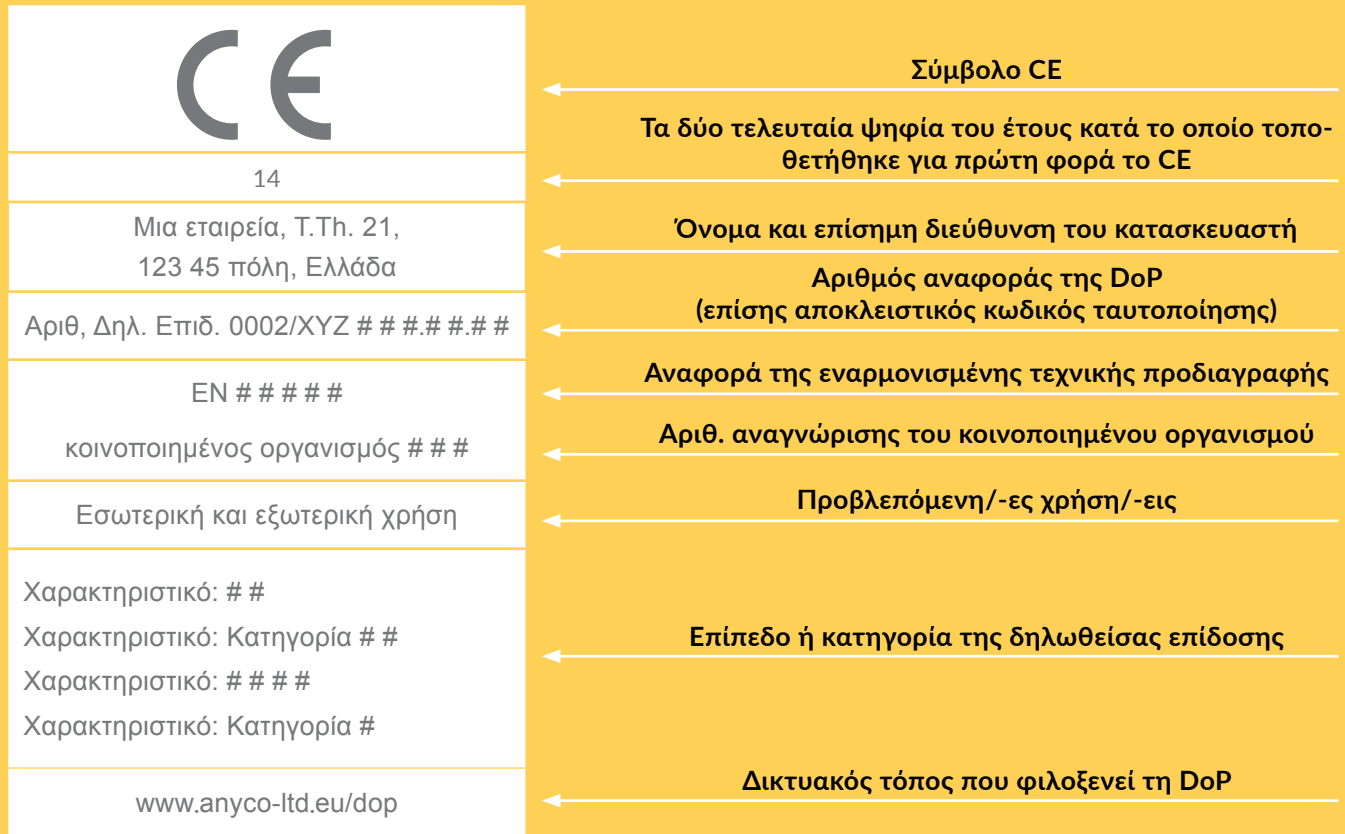 CE
Σύμβολο CE
Τα δύο τελευταία ψηφία του έτους κατά το οποίο τοπο-
θετήθηκε για πρώτη φορά το CE
14
Μια εταιρεία, T.Th. 21,
123 45 πόλη, Ελλάδα
Όνομα και επίσημη διεύθυνση του κατασκευαστή
Αριθμός αναφοράς της DoP
(επίσης αποκλειστικός κωδικός ταυτοποίησης)
Αριθ, Δηλ. Επιδ. 0002/XYZ # # #.# #.# #
Αναφορά της εναρμονισμένης τεχνικής προδιαγραφής
EN # # # # #
Αριθ. αναγνώρισης του κοινοποιημένου οργανισμού
κοινοποιημένος οργανισμός # # #
Προβλεπόμενη/-ες χρήση/-εις
Εσωτερική και εξωτερική χρήση
Χαρακτηριστικό: # #
Χαρακτηριστικό: Κατηγορία # #
Χαρακτηριστικό: # # # #
Χαρακτηριστικό: Κατηγορία #
Επίπεδο ή κατηγορία της δηλωθείσας επίδοσης
Δικτυακός τόπος που φιλοξενεί τη DoP
www.anyco-ltd.eu/dop